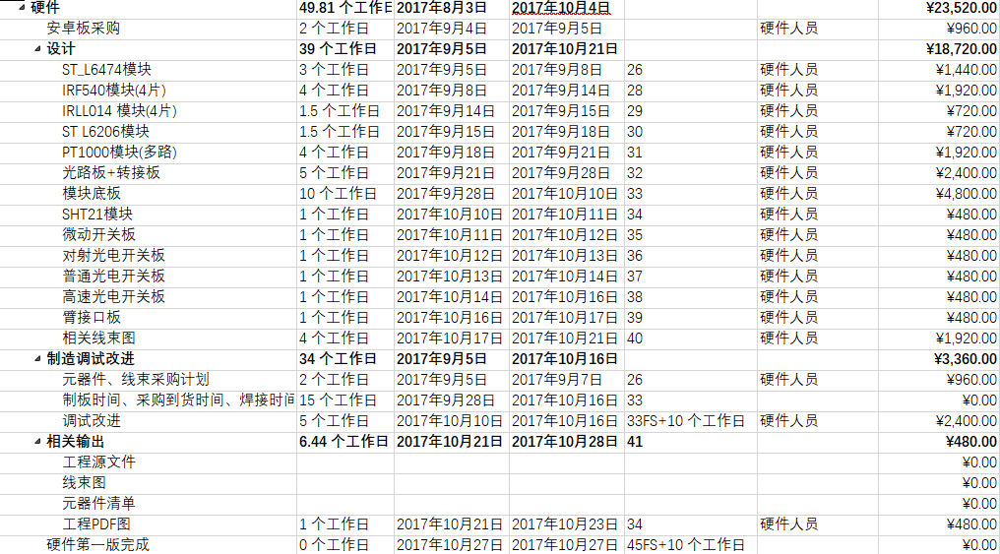 硬件 49.81 个工作日 2017年8月3日 2017年10月4日 ¥23,520.00
安卓板采购 2 个工作日 2017年9月4日 2017年9月5日 硬件人员 ¥960.00
设计 39 个工作日 2017年9月5日 2017年10月21日 ¥18,720.00
ST_L6474模块 3 个工作日 2017年9月5日 2017年9月8日 26 硬件人员 ¥1,440.00
IRF540模块(4片) 4 个工作日 2017年9月8日 2017年9月14日 28 硬件人员 ¥1,920.00
IRLL014 模块(4片) 1.5 个工作日 2017年9月14日 2017年9月15日 29 硬件人员 ¥720.00
ST L6206模块 1.5 个工作日 2017年9月15日 2017年9月18日 30 硬件人员 ¥720.00
PT1000模块(多路) 4 个工作日 2017年9月18日 2017年9月21日 31 硬件人员 ¥1,920.00
光路板+转接板 5 个工作日 2017年9月21日 2017年9月28日 32 硬件人员 ¥2,400.00
模块底板 10 个工作日 2017年9月28日 2017年10月10日 33 硬件人员 ¥4,800.00
SHT21模块 1 个工作日 2017年10月10日 2017年10月11日 34 硬件人员 ¥480.00
微动开关板 1 个工作日 2017年10月11日 2017年10月12日 35 硬件人员 ¥480.00
对射光电开关板 1 个工作日 2017年10月12日 2017年10月13日 36 硬件人员 ¥480.00
普通光电开关板 1 个工作日 2017年10月13日 2017年10月14日 37 硬件人员 ¥480.00
高速光电开关板 1 个工作日 2017年10月14日 2017年10月16日 38 硬件人员 ¥480.00
臂接口板 1 个工作日 2017年10月16日 2017年10月17日 39 硬件人员 ¥480.00
相关线束图 4 个工作日 2017年10月17日 2017年10月21日 40 硬件人员 ¥1,920.00
制造调试改进 34 个工作日 2017年9月5日 2017年10月16日 ¥3,360.00
元器件、线束采购计划 2 个工作日 2017年9月5日 2017年9月7日 26 硬件人员 ¥960.00
制板时间、采购到货时间、焊接时间 15 个工作日 2017年9月28日 2017年10月16日 33 ¥0.00
调试改进 5 个工作日 2017年10月10日 2017年10月16日 33FS+10 个工作日 硬件人员 ¥2,400.00
相关输出 6.44 个工作日 2017年10月21日 2017年10月28日 41 ¥480.00
工程源文件 ¥0.00
线束图 ¥0.00
元器件清单 ¥0.00
工程PDF图 1 个工作日 2017年10月21日 2017年10月23日 34 硬件人员 ¥480.00
硬件第一版完成 0 个工作日 2017年10月27日 2017年10月27日 45FS+10 个工作日 ¥0.00